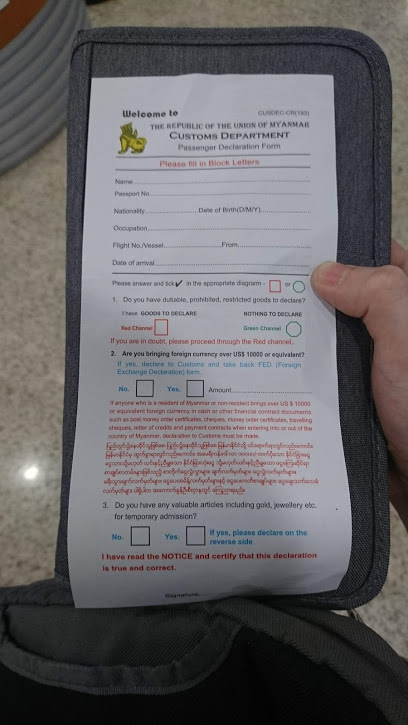 Welcome to
CUSDEC-CR(193)
THE REPUBLIC OF THE UNION OF MYANMAR
CUSTOMS DEPARTMENT
Passenger Declaration Form
Please fill in Block Letters
Name
Passport No.
Nationality Date of Birth(D/M/Y)
Occupation
Flight No./Vessel From
Date of arrival
Please answer and tick ✓ in the appropriate diagram - or
1. Do you have dutiable, prohibited, restricted goods to declare?
I have GOODS TO DECLARE NOTHING TO DECLARE
Red Channel Green Channel
If you are in doubt, please proceed through the Red channel.
2. Are you bringing foreign currency over US$ 10000 or equivalent?
If yes, declare to Customs and take back FED (Foreign
Exchange Declaration) form.
No. Yes. Amount
If anyone who is a resident of Myanmar or non-resided brings over US $ 10000
or equivalent foreign currency in cash or other financial contract documents
such as post money order certificates, money order certificates, travelling
cheques, letter of credits and payment contracts when entering into or out of the
country of Myanmar, declaration to Customs must be made.
3. Do you have any valuable articles including gold, jewellery etc.
for temporary admission?
No. Yes. If yes, please declare on the
reverse side
I have read the NOTICE and certify that this declaration
is true and correct.
Signature